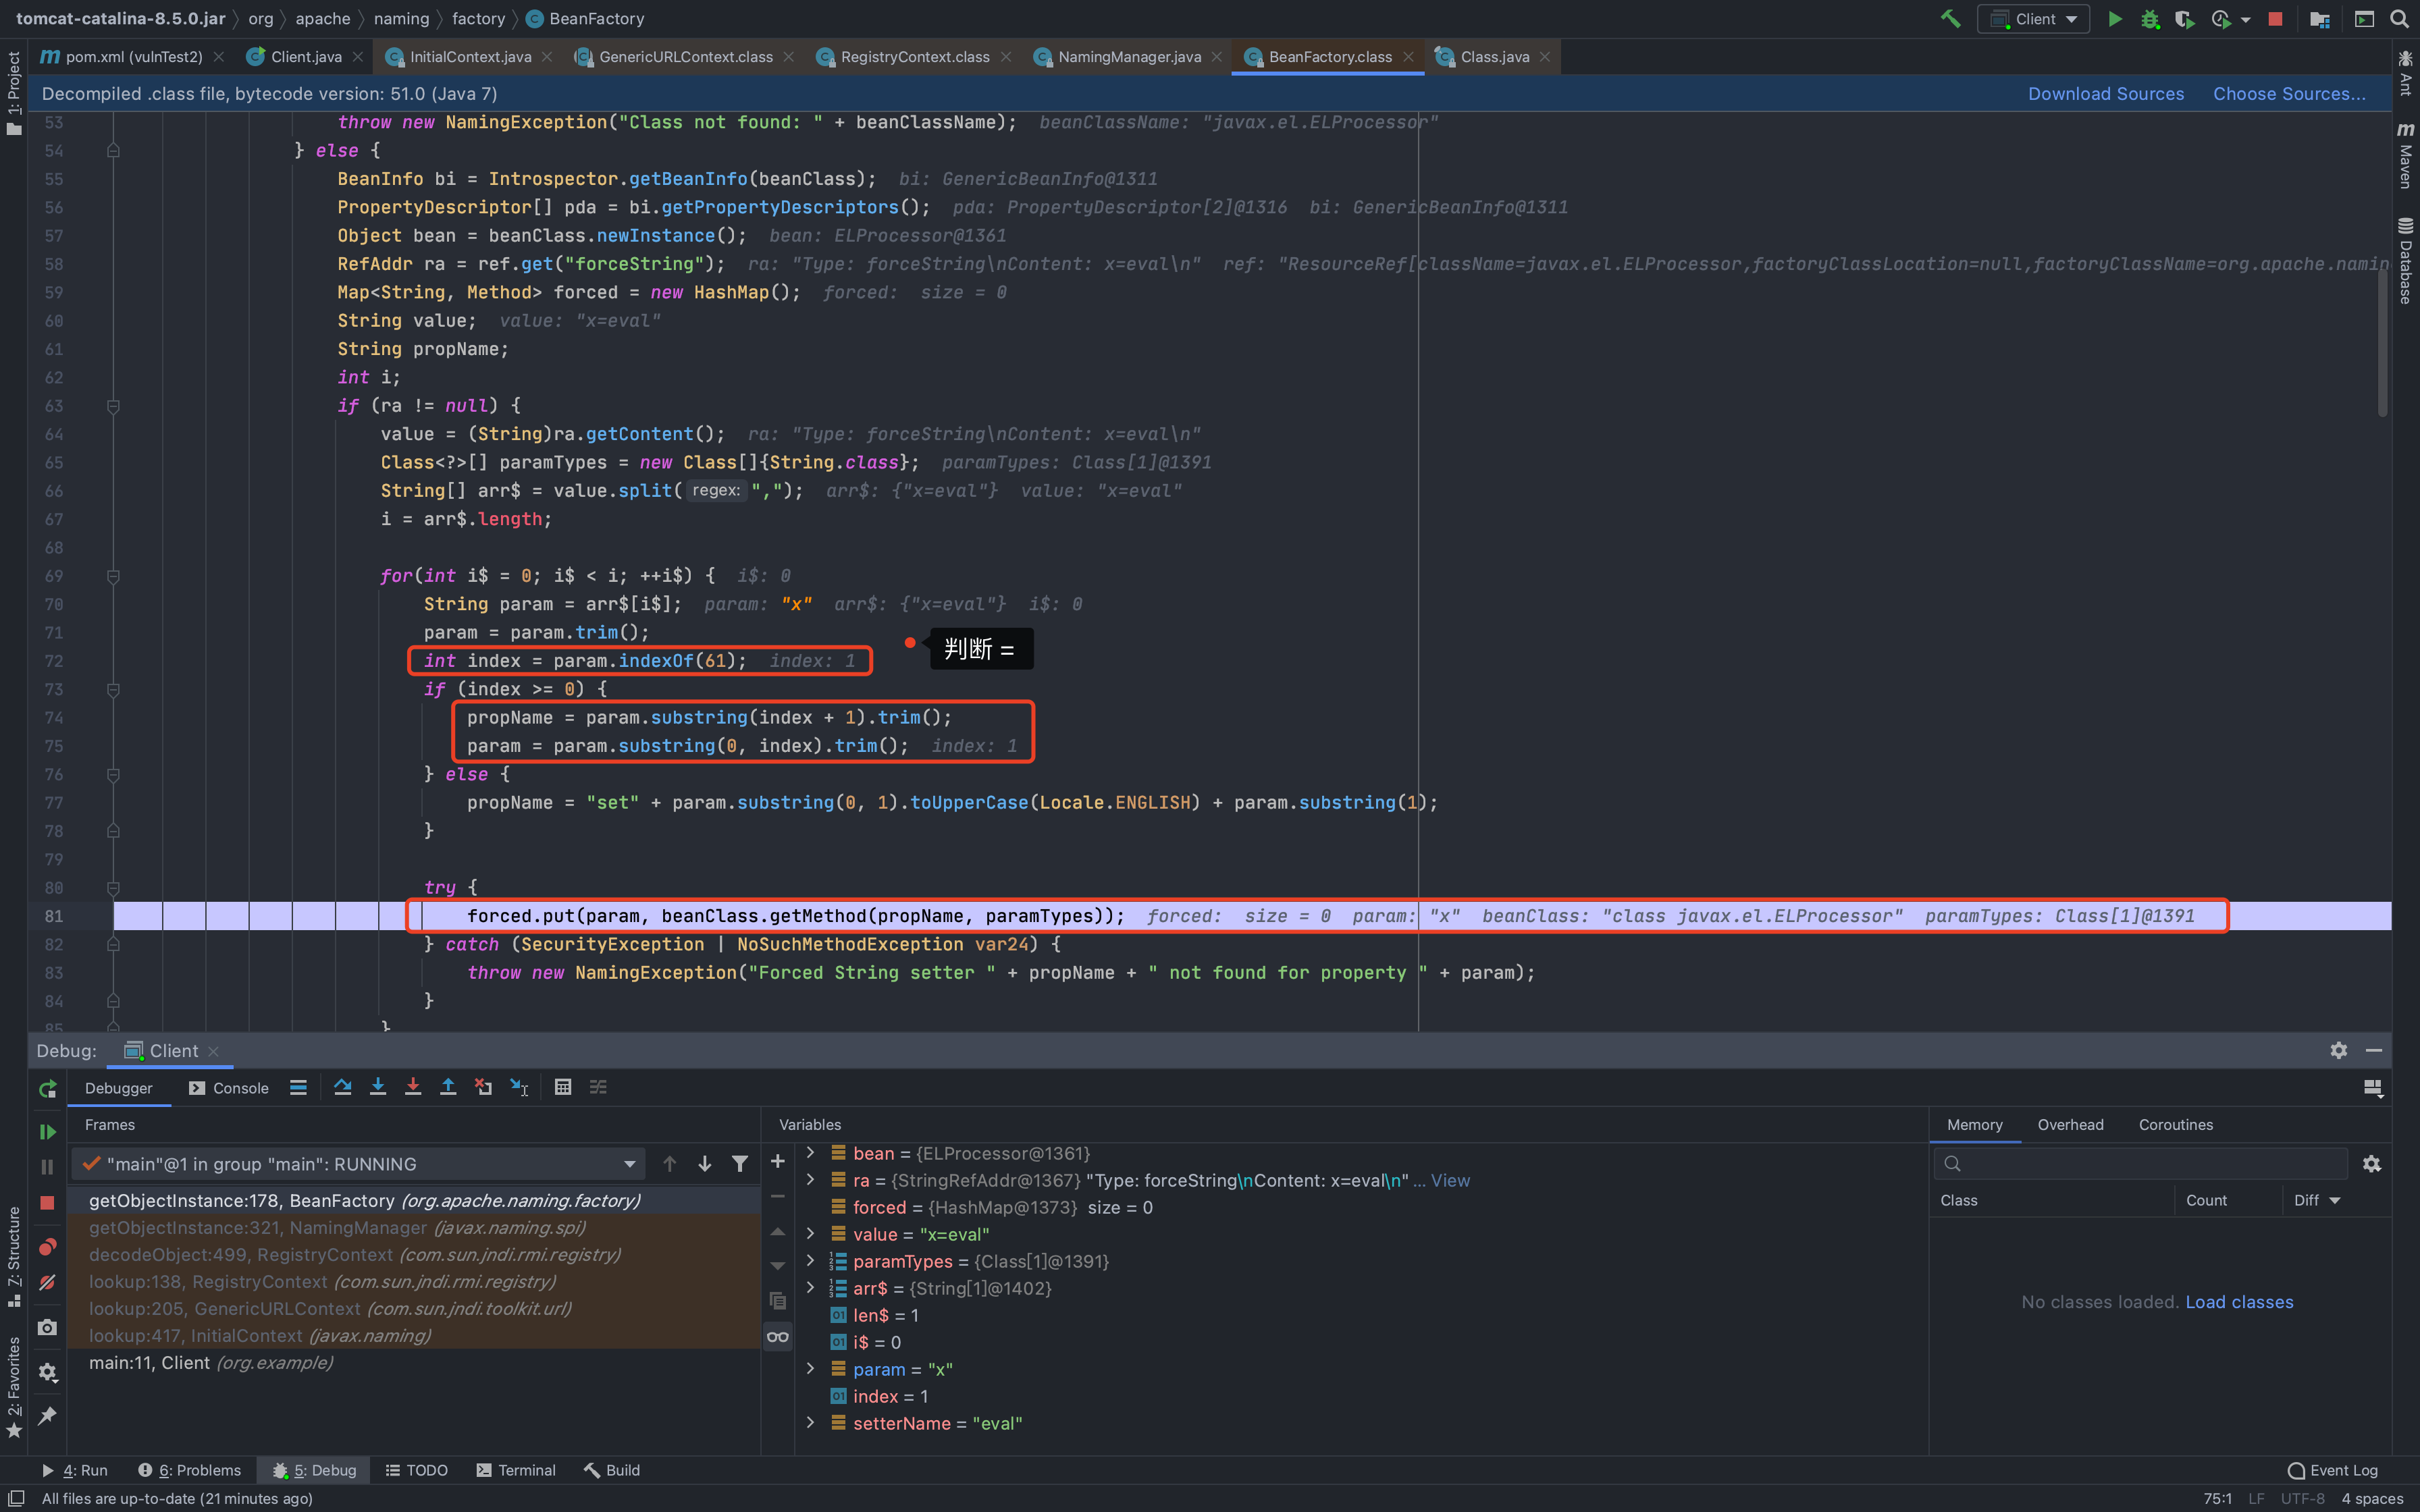 tomcat-catalina-8.5.0.jar 〉 org 〉 apache 〉 naming 〉 factory 〉 BeanFactory
Client
pom.xml (vulnTest2) Client.java InitialContext.java GenericURLContext.class RegistryContext.class NamingManager.java BeanFactory.class Class.java
Decompiled .class file, bytecode version: 51.0 (Java 7) Download Sources Choose Sources...
53 throw new NamingException("Class not found: " + beanClassName); beanClassName: "javax.el.ELProcessor"
54 } else {
55 BeanInfo bi = Introspector.getBeanInfo(beanClass); bi: GenericBeanInfo@1311
56 PropertyDescriptor[] pda = bi.getPropertyDescriptors(); pda: PropertyDescriptor[2]@1316 bi: GenericBeanInfo@1311
57 Object bean = beanClass.newInstance(); bean: ELProcessor@1361
58 RefAddr ra = ref.get("forceString"); ra: "Type: forceString\nContent: x=eval\n" ref: "ResourceRef[className=javax.el.ELProcessor,factoryClassLocation=null,factoryClassName=org.apache.namin
59 Map<String, Method> forced = new HashMap(); forced: size = 0
60 String value; value: "x=eval"
61 String propName;
62 int i;
63 if (ra != null) {
64 value = (String)ra.getContent(); ra: "Type: forceString\nContent: x=eval\n"
65 Class<?>[] paramTypes = new Class[]{String.class}; paramTypes: Class[1]@1391
66 String[] arr$ = value.split( regex: ","); arr$: {"x=eval"} value: "x=eval"
67 i = arr$.length;
68
69 for(int i$ = 0; i$ < i; ++i$) { i$: 0
70 String param = arr$[i$]; param: "x" arr$: {"x=eval"} i$: 0
71 param = param.trim();
判断 =
72 int index = param.indexOf(61); index: 1
73 if (index >= 0) {
74 propName = param.substring(index + 1).trim();
75 param = param.substring(0, index).trim(); index: 1
76 } else {
77 propName = "set" + param.substring(0, 1).toUpperCase(Locale.ENGLISH) + param.substring(1);
78 }
79
80 try {
81 forced.put(param, beanClass.getMethod(propName, paramTypes)); forced: size = 0 param: "x" beanClass: "class javax.el.ELProcessor" paramTypes: Class[1]@1391
82 } catch (SecurityException | NoSuchMethodException var24) {
83 throw new NamingException("Forced String setter " + propName + " not found for property " + param);
84 }
85 }
1: Project
7: Structure
2: Favorites
Ant
Maven
Database
Debug: Client
Debugger Console
Frames
"main"@1 in group "main": RUNNING
getObjectInstance:178, BeanFactory (org.apache.naming.factory)
getObjectInstance:321, NamingManager (javax.naming.spi)
decodeObject:499, RegistryContext (com.sun.jndi.rmi.registry)
lookup:138, RegistryContext (com.sun.jndi.rmi.registry)
lookup:205, GenericURLContext (com.sun.jndi.toolkit.url)
lookup:417, InitialContext (javax.naming)
main:11, Client (org.example)
Variables
bean = {ELProcessor@1361}
ra = {StringRefAddr@1367} "Type: forceString\nContent: x=eval\n" ... View
forced = {HashMap@1373} size = 0
value = "x=eval"
paramTypes = {Class[1]@1391}
arr$ = {String[1]@1402}
len$ = 1
i$ = 0
param = "x"
index = 1
setterName = "eval"
Memory Overhead Coroutines
Class Count Diff
No classes loaded. Load classes
4: Run 6: Problems 5: Debug TODO Terminal Build Event Log
All files are up-to-date (21 minutes ago) 75:1 LF UTF-8 4 spaces